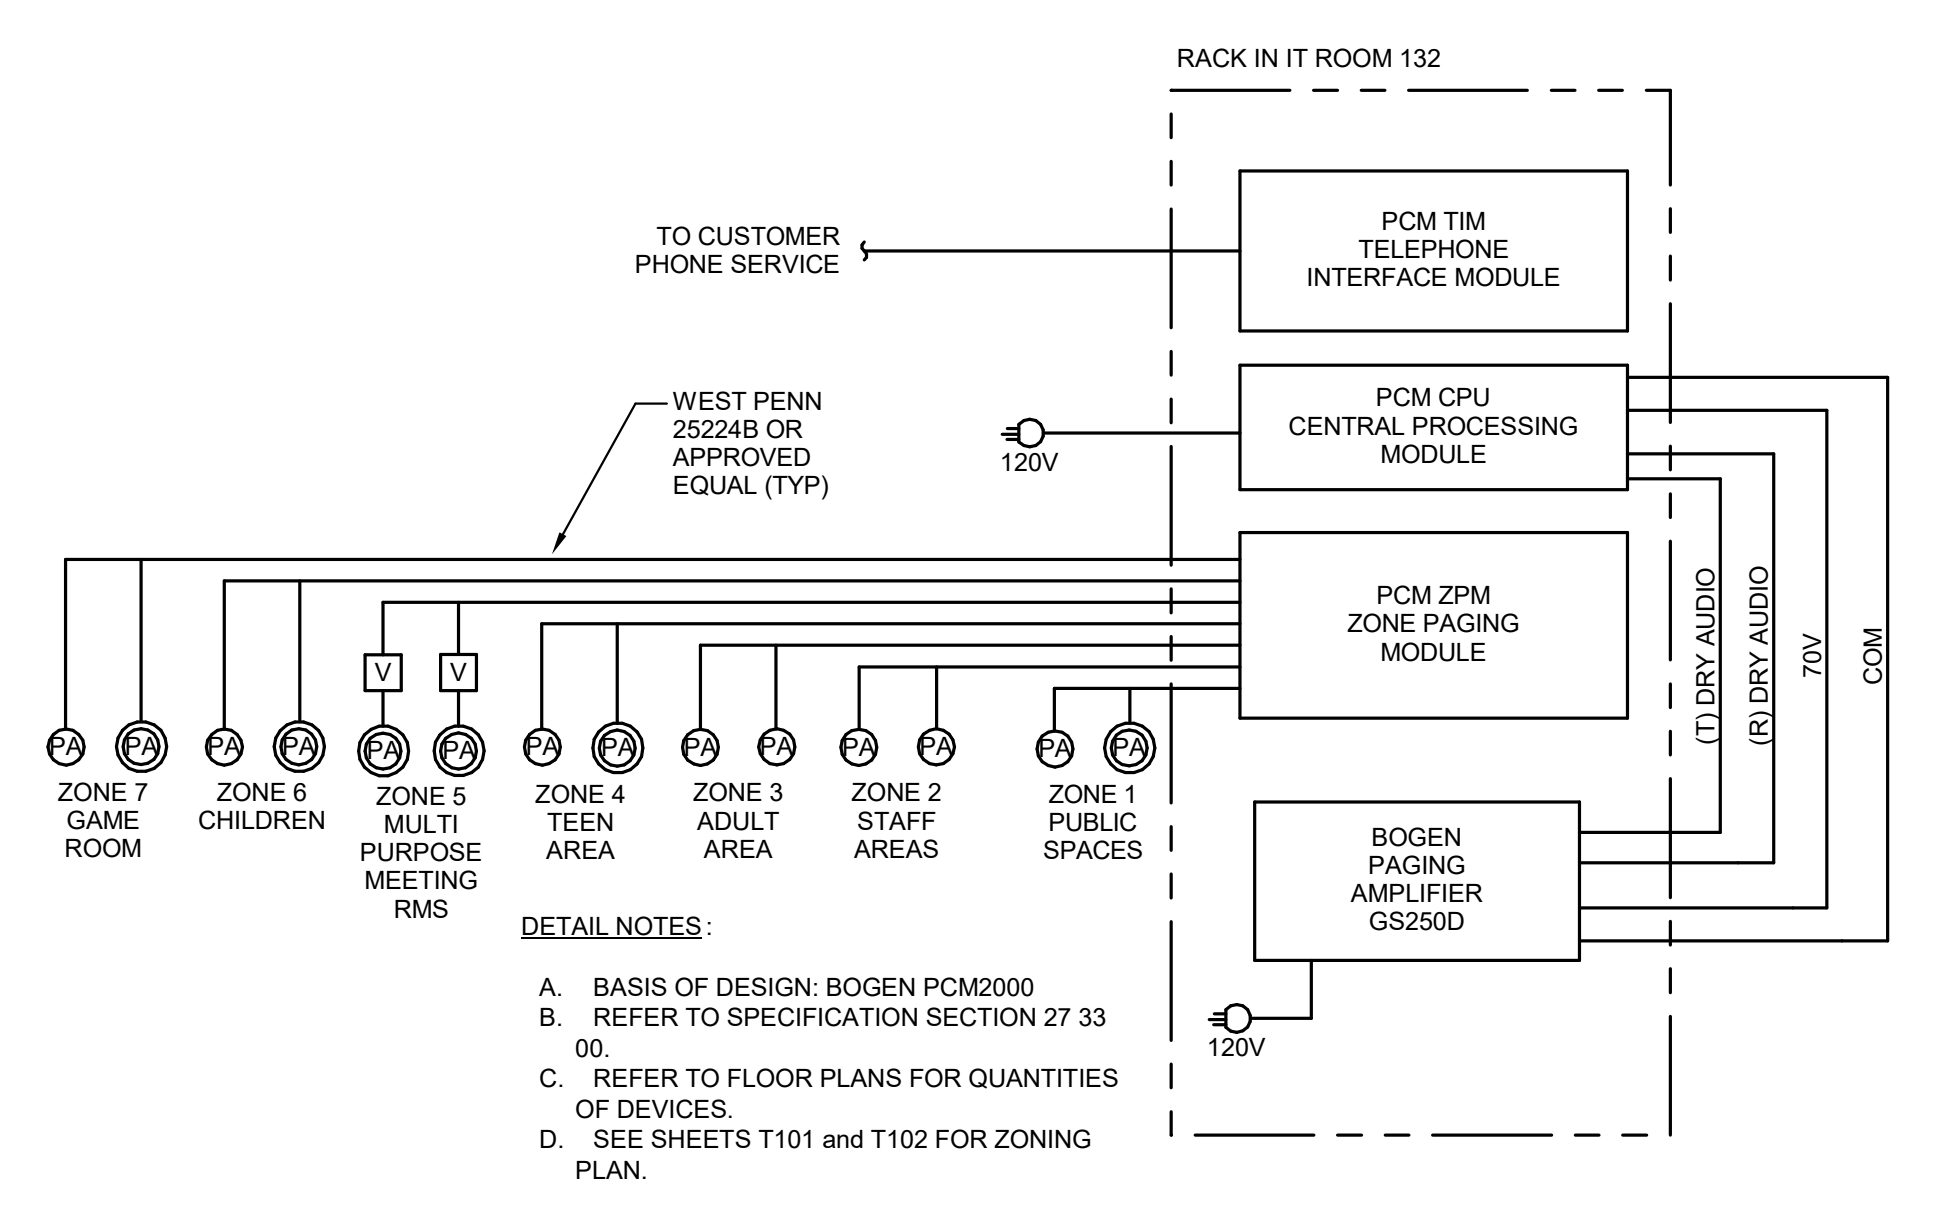 RACK IN IT ROOM 132
PCM TIM
TELEPHONE
INTERFACE MODULE
TO CUSTOMER
PHONE SERVICE
PCM CPU
CENTRAL PROCESSING
MODULE
120V
WEST PENN
25224B OR
APPROVED
EQUAL (TYP)
PCM ZPM
ZONE PAGING
MODULE
(T) DRY AUDIO
(R) DRY AUDIO
70V
COM
V
V
PA
PA
PA
PA
PA
PA
PA
PA
PA
PA
PA
PA
PA
PA
ZONE 7
GAME
ROOM
ZONE 6
CHILDREN
ZONE 5
MULTI
PURPOSE
MEETING
RMS
ZONE 4
TEEN
AREA
ZONE 3
ADULT
AREA
ZONE 2
STAFF
AREAS
ZONE 1
PUBLIC
SPACES
BOGEN
PAGING
AMPLIFIER
GS250D
120V
DETAIL NOTES:
A. BASIS OF DESIGN: BOGEN PCM2000
B. REFER TO SPECIFICATION SECTION 27 33
00.
C. REFER TO FLOOR PLANS FOR QUANTITIES
OF DEVICES.
D. SEE SHEETS T101 and T102 FOR ZONING
PLAN.